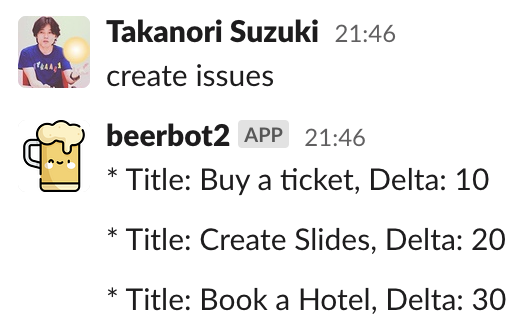 Takanori Suzuki 21:46
create issues
beerbot2 APP 21:46
* Title: Buy a ticket, Delta: 10
* Title: Create Slides, Delta: 20
* Title: Book a Hotel, Delta: 30